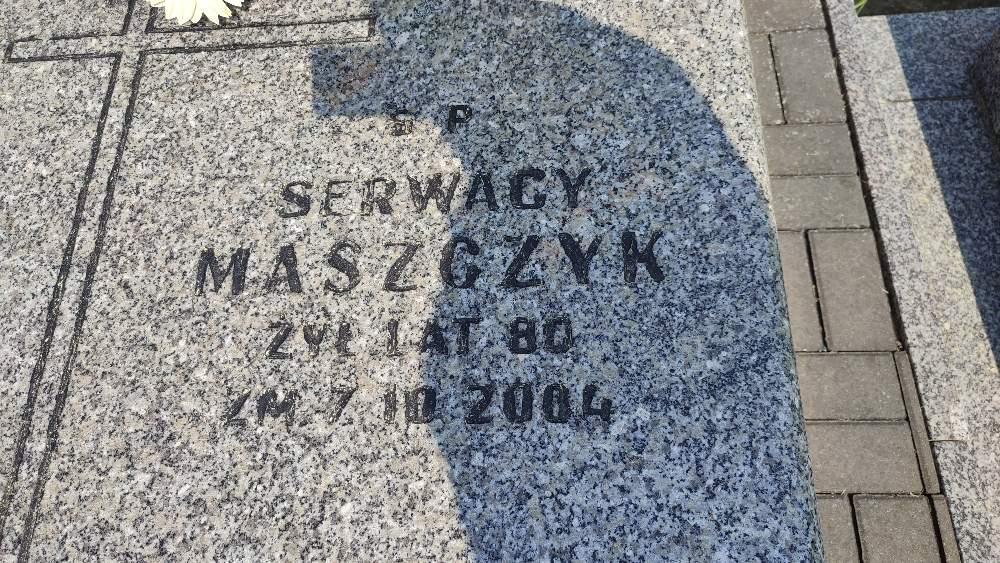 Ś P
SERWACY
MASZCZYK
ŻYŁ LAT 80
ZM 7 10 2004